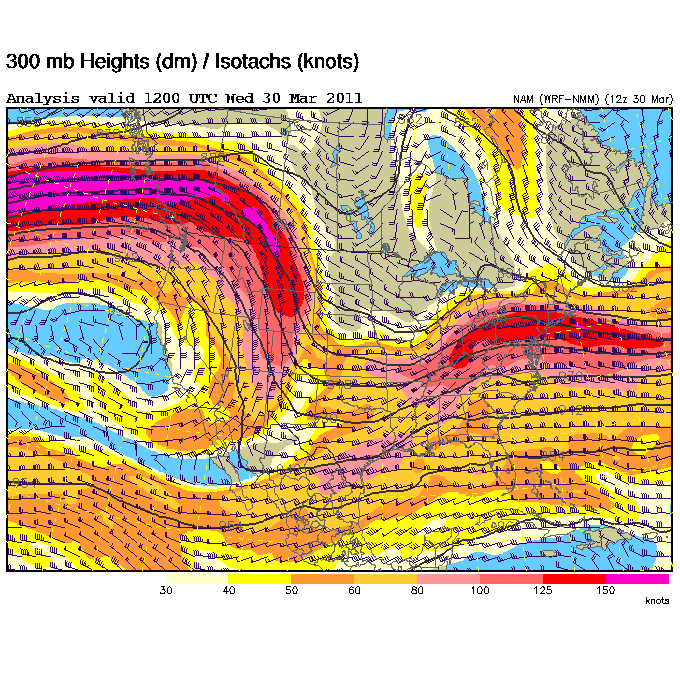 300 mb Heights (dm) / Isotachs (knots)
Analysis valid 1200 UTC Wed 30 Mar 2011
NAM (WRF-NMM) (12z 30 Mar)
30 40 50 60 80 100 125 150
knots